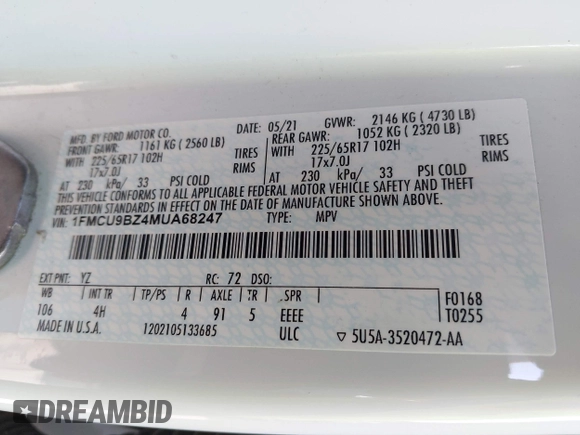 MFD. BY FORD MOTOR CO.
DATE: 05/21 GVWR: 2146 KG ( 4730 LB)
FRONT GAWR: 1161 KG ( 2560 LB)
REAR GAWR: 1052 KG ( 2320 LB)
WITH 225/65R17 102H TIRES
WITH 225/65R17 102H TIRES
17x7.0J RIMS
17x7.0J RIMS
AT 230 kPa/ 33 PSI COLD
AT 230 kPa/ 33 PSI COLD
THIS VEHICLE CONFORMS TO ALL APPLICABLE FEDERAL MOTOR VEHICLE SAFETY AND
THEFT PREVENTION STANDARDS IN EFFECT ON THE DATE OF MANUFACTURE SHOWN ABOVE.
VIN: 1FMCU9BZ4MUA68247 TYPE: MPV
EXT PNT: YZ RC: 72 DSO:
WB INT TR TP/PS R AXLE TR SPR
106 4H 4 91 5 EEEE
F0168
T0255
MADE IN U.S.A. 1202105133685 ULC ▽ 5U5A-3520472-AA
DREAMBID